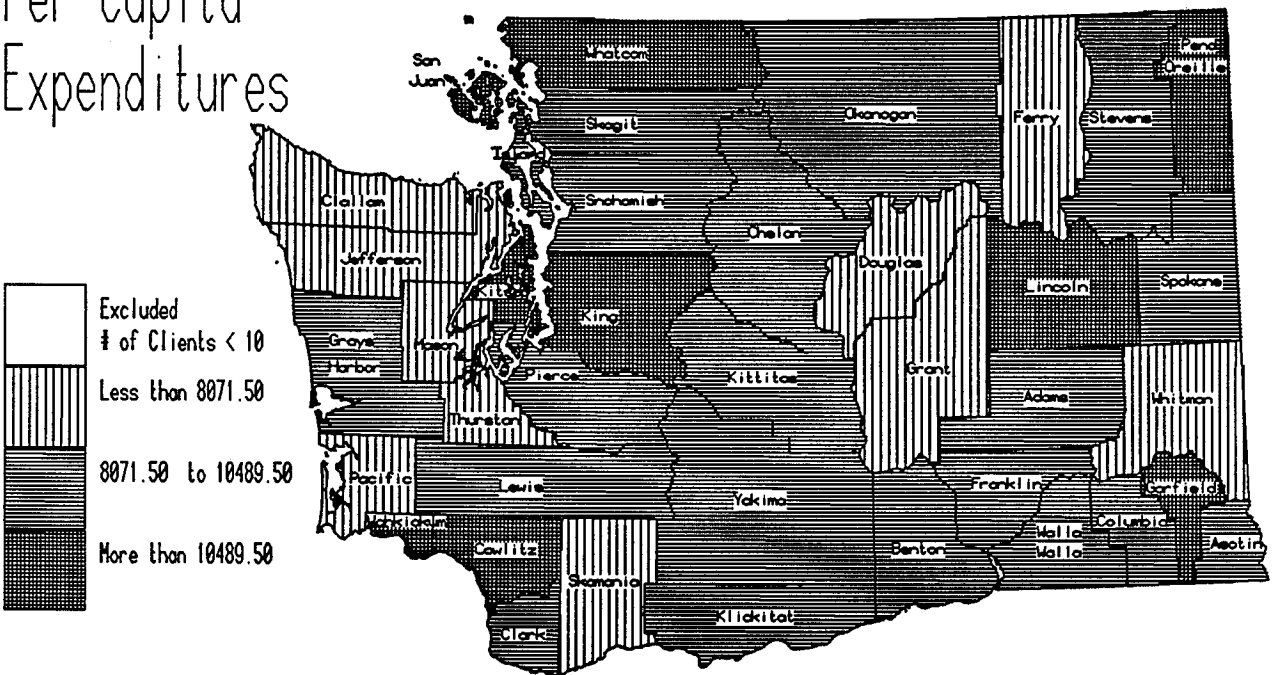 Per Capita
Expenditures
Excluded
# of Clients < 10
Less than 8071.50
8071.50 to 10489.50
More than 10489.50
Whatcom
San
Juan
Pend
Oreille
Skagit
Okanogan
Ferry
Stevens
Island
Clallam
Snohomish
Chelan
Jefferson
Douglas
Kitsap
King
Lincoln
Spokane
Grays
Harbor
Mason
Pierce
Kittitas
Grant
Adams
Whitman
Thurston
Pacific
Lewis
Yakima
Franklin
Garfield
Wahkiakum
Cowlitz
Skamania
Benton
Walla
Walla
Columbia
Asotin
Klickitat
Clark